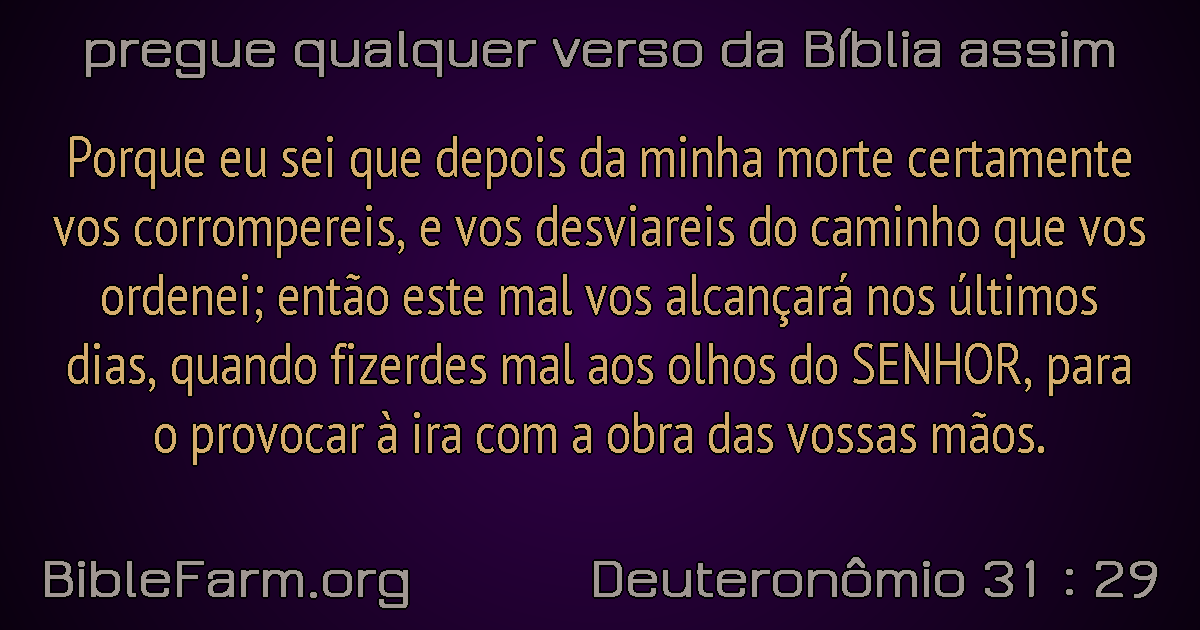 pregue qualquer verso da Bíblia assim
Porque eu sei que depois da minha morte certamente
vos corrompereis, e vos desviareis do caminho que vos
ordenei; então este mal vos alcançará nos últimos
dias, quando fizerdes mal aos olhos do SENHOR, para
o provocar à ira com a obra das vossas mãos.
BibleFarm.org Deuteronômio 31 : 29